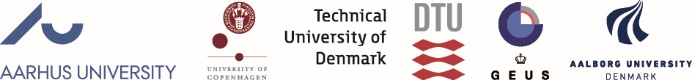 AARHUS UNIVERSITY
UNIVERSITY OF
COPENHAGEN
Technical
University of
Denmark
DTU
GEUS
AALBORG UNIVERSITY
DENMARK